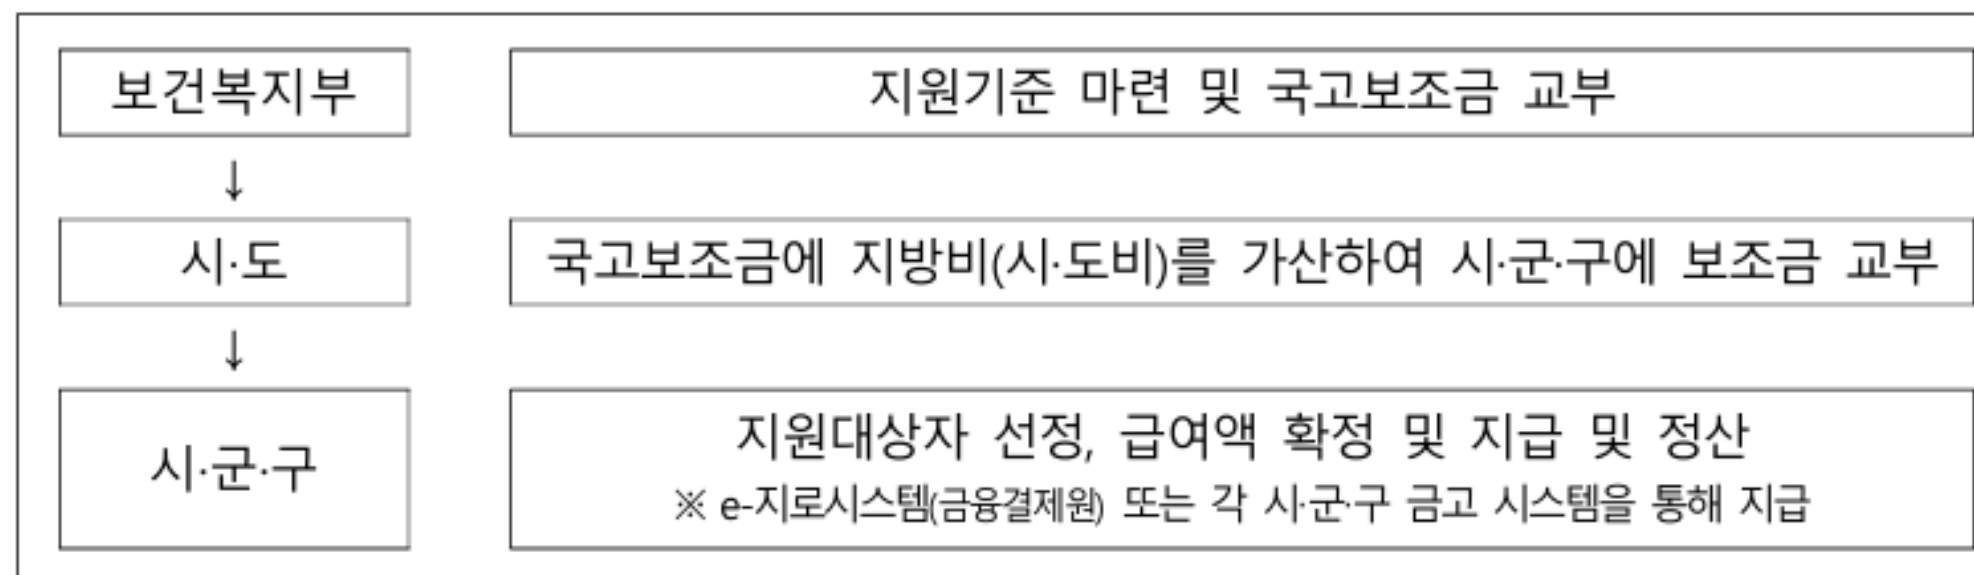 보건복지부
지원기준 마련 및 국고보조금 교부
↓
시·도
국고보조금에 지방비(시·도비)를 가산하여 시·군·구에 보조금 교부
↓
시·군·구
지원대상자 선정, 급여액 확정 및 지급 및 정산
※ e-지로시스템(금융결제원) 또는 각 시·군·구 금고 시스템을 통해 지급